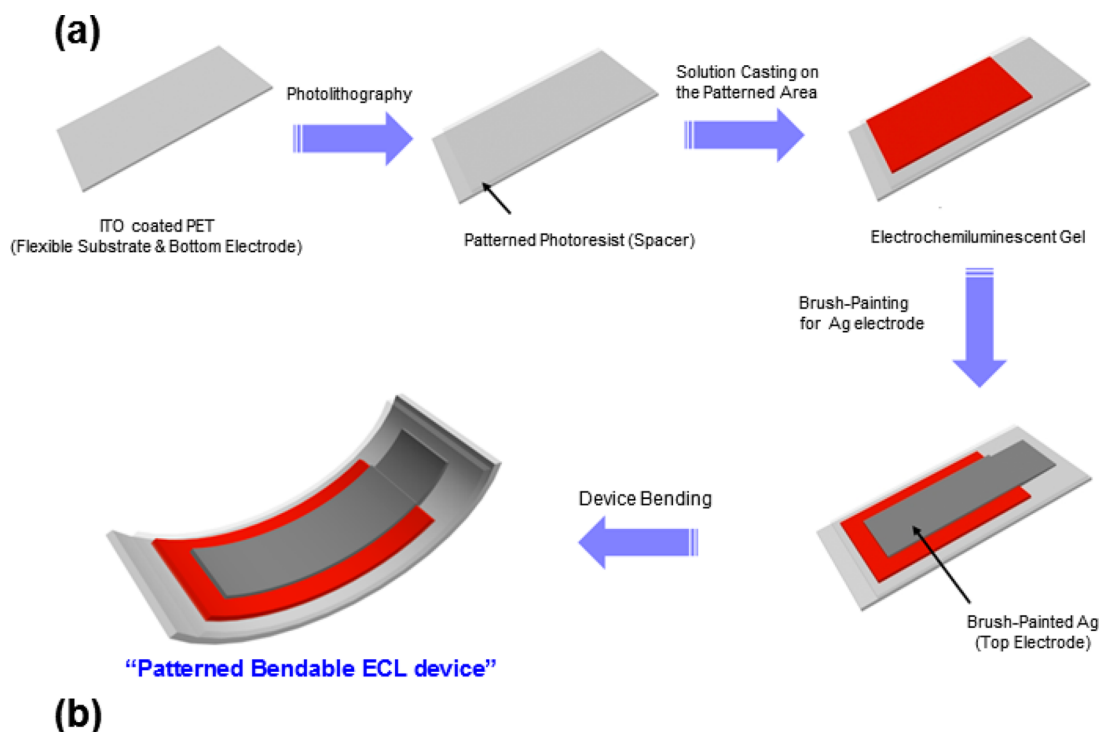 (a)
Photolithography
Solution Casting on
the Patterned Area
ITO coated PET
(Flexible Substrate & Bottom Electrode)
Patterned Photoresist (Spacer)
Electrochemiluminescent Gel
Brush-Painting
for Ag electrode
Device Bending
Brush-Painted Ag
(Top Electrode)
“Patterned Bendable ECL device”
(b)